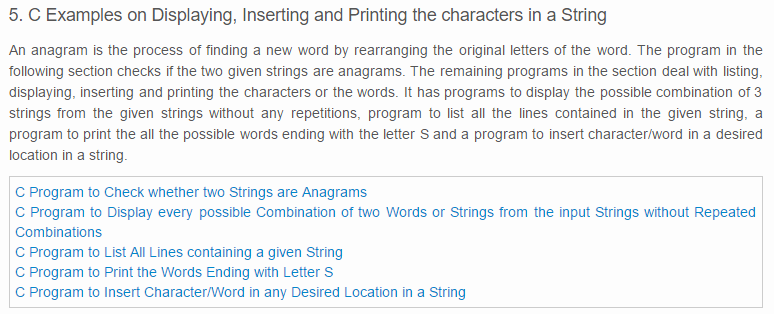 5. C Examples on Displaying, Inserting and Printing the characters in a String
An anagram is the process of finding a new word by rearranging the original letters of the word. The program in the
following section checks if the two given strings are anagrams. The remaining programs in the section deal with listing,
displaying, inserting and printing the characters or the words. It has programs to display the possible combination of 3
strings from the given strings without any repetitions, program to list all the lines contained in the given string, a
program to print the all the possible words ending with the letter S and a program to insert character/word in a desired
location in a string.
C Program to Check whether two Strings are Anagrams
C Program to Display every possible Combination of two Words or Strings from the input Strings without Repeated
Combinations
C Program to List All Lines containing a given String
C Program to Print the Words Ending with Letter S
C Program to Insert Character/Word in any Desired Location in a String